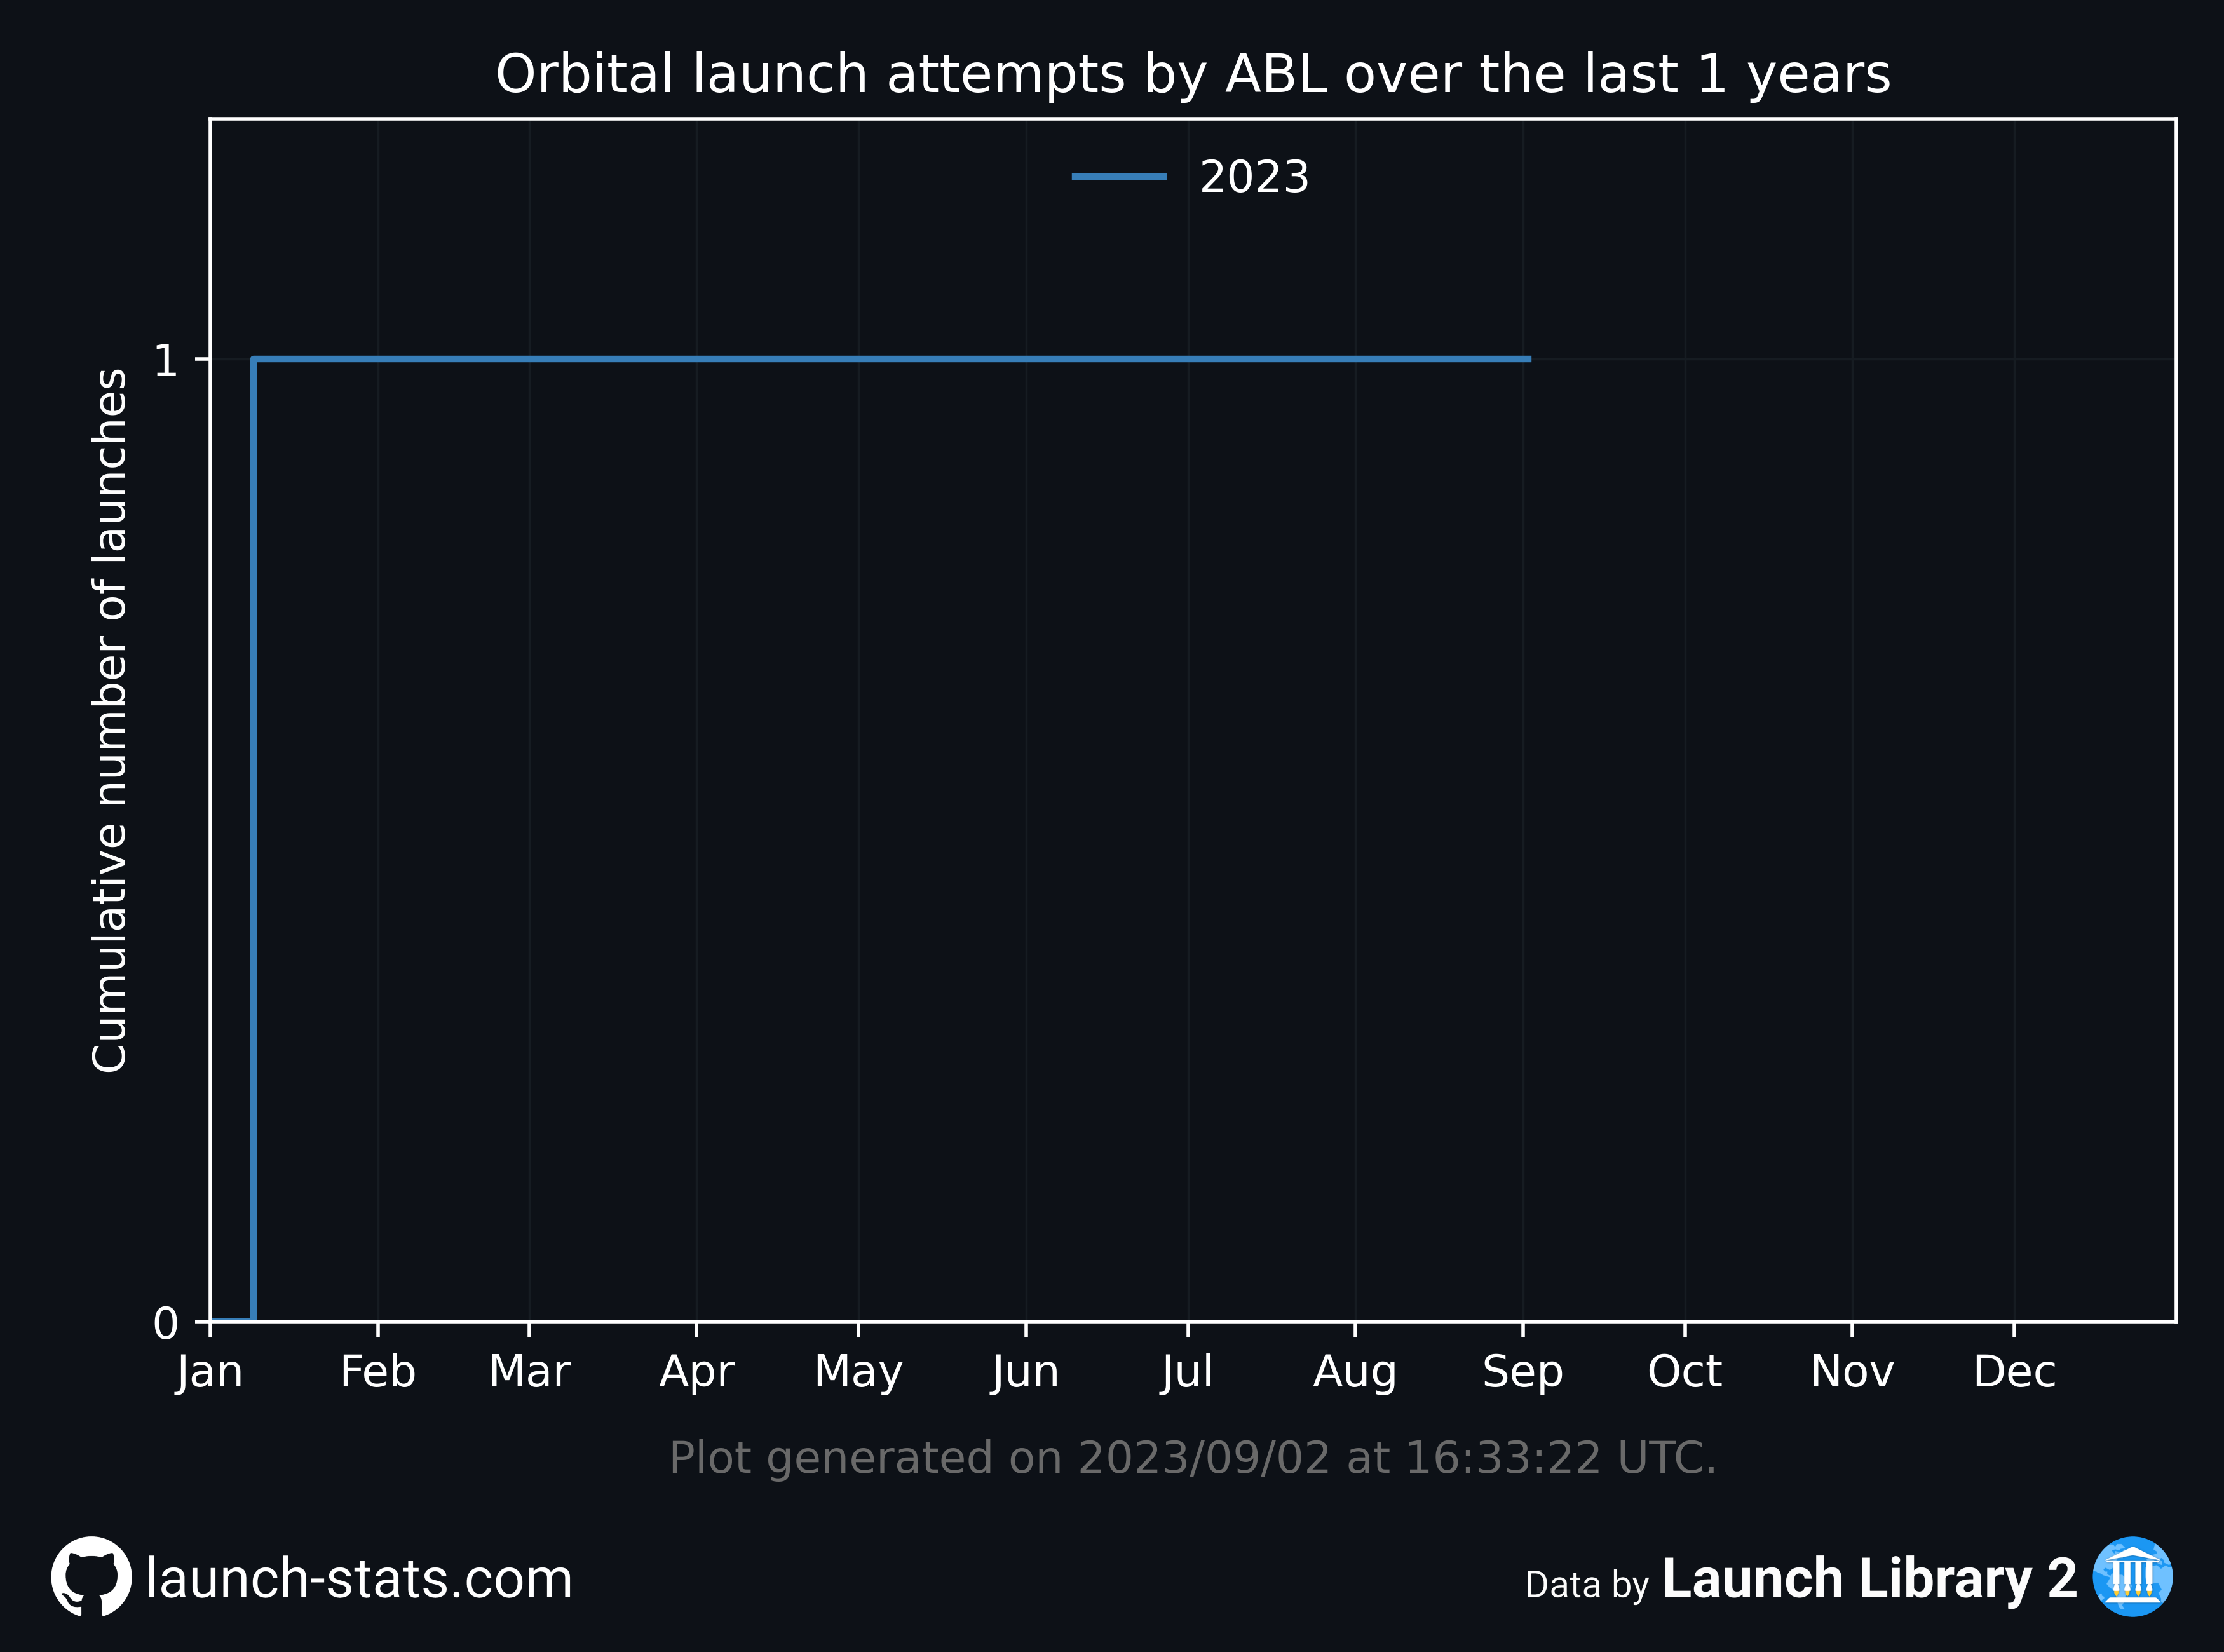 Orbital launch attempts by ABL over the last 1 years
2023
Cumulative number of launches
1
0
Jan Feb Mar Apr May Jun Jul Aug Sep Oct Nov Dec
Plot generated on 2023/09/02 at 16:33:22 UTC.
launch-stats.com
Data by Launch Library 2